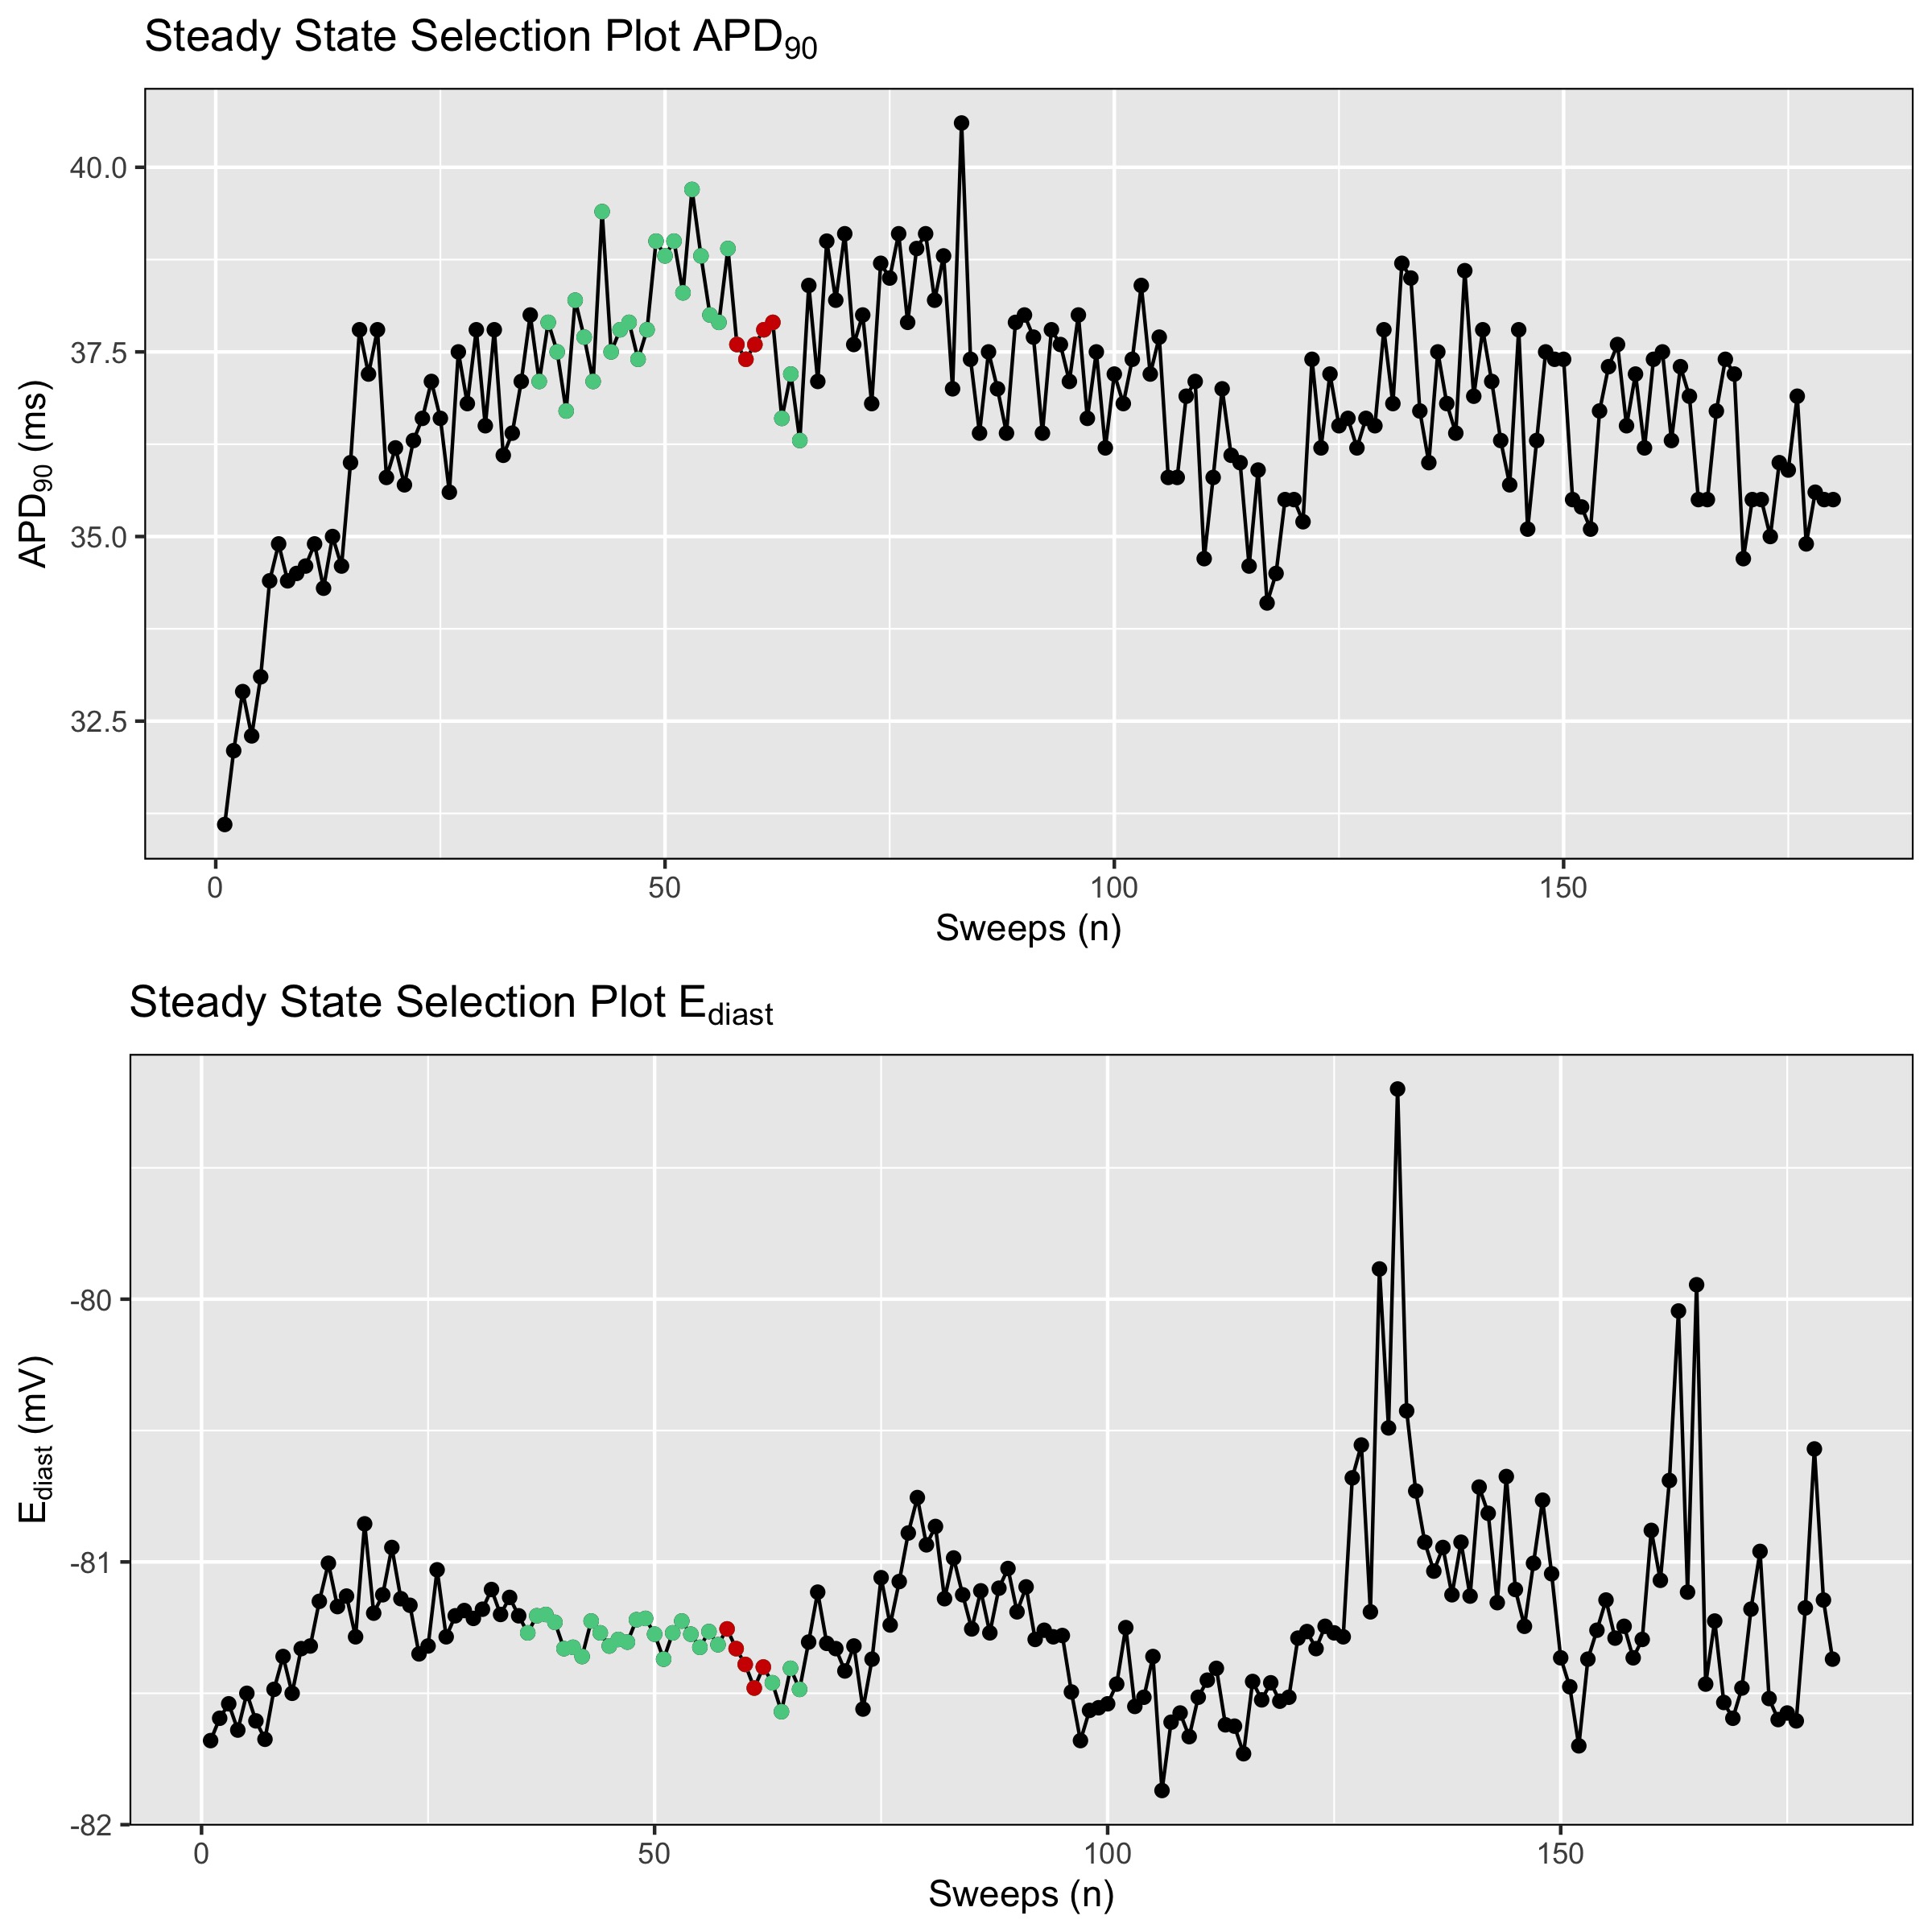 Steady State Selection Plot APD90
40.0
37.5
35.0
32.5
APD90 (ms)
0 50 100 150
Sweeps (n)
Steady State Selection Plot Ediast
-80
-81
-82
Ediast (mV)
0 50 100 150
Sweeps (n)